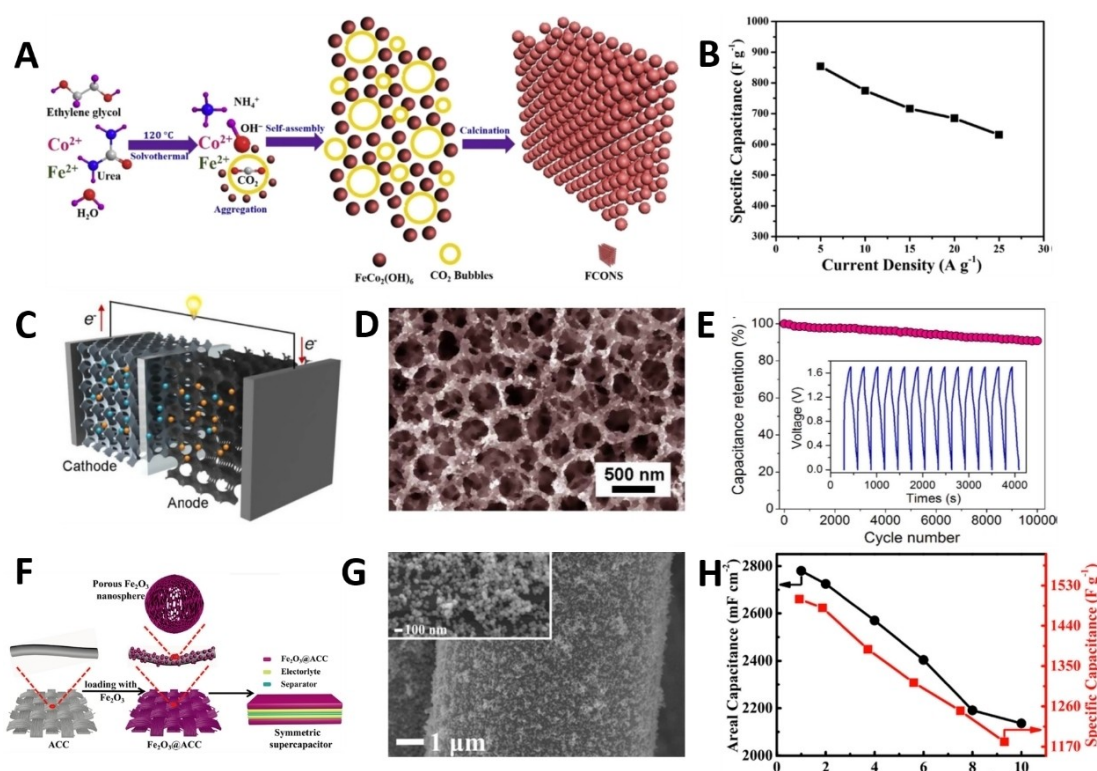 A
Ethylene glycol
Co2+
Fe2+
Urea
H2O
120 °C
Solvothermal
NH4+
OH−
Co2+
Fe2+
CO2
Aggregation
Self-assembly
Calcination
FeCo2(OH)6
CO2 Bubbles
FCONS
B
Specific Capacitance (F g-1)
1000
900
800
700
600
500
400
300
0 5 10 15 20 25 30
Current Density (A g-1)
C
e-
e-
Cathode
Anode
D
500 nm
E
Capacitance retention (%)
100
80
60
40
20
0
Voltage (V)
1.6
1.2
0.8
0.4
0.0
0 1000 2000 3000 4000
Times (s)
0 2000 4000 6000 8000 10000
Cycle number
F
Porous Fe2O3
nanosphere
loading with
Fe2O3
ACC
Fe2O3@ACC
Fe2O3@ACC
Electorlyte
Separator
Symmetric
supercapacitor
G
100 nm
1 μm
H
Areal Capacitance (mF cm-2)
2800
2600
2400
2200
2000
0 2 4 6 8 10
1530
1440
1350
1260
1170
Specific Capacitance (F g-1)